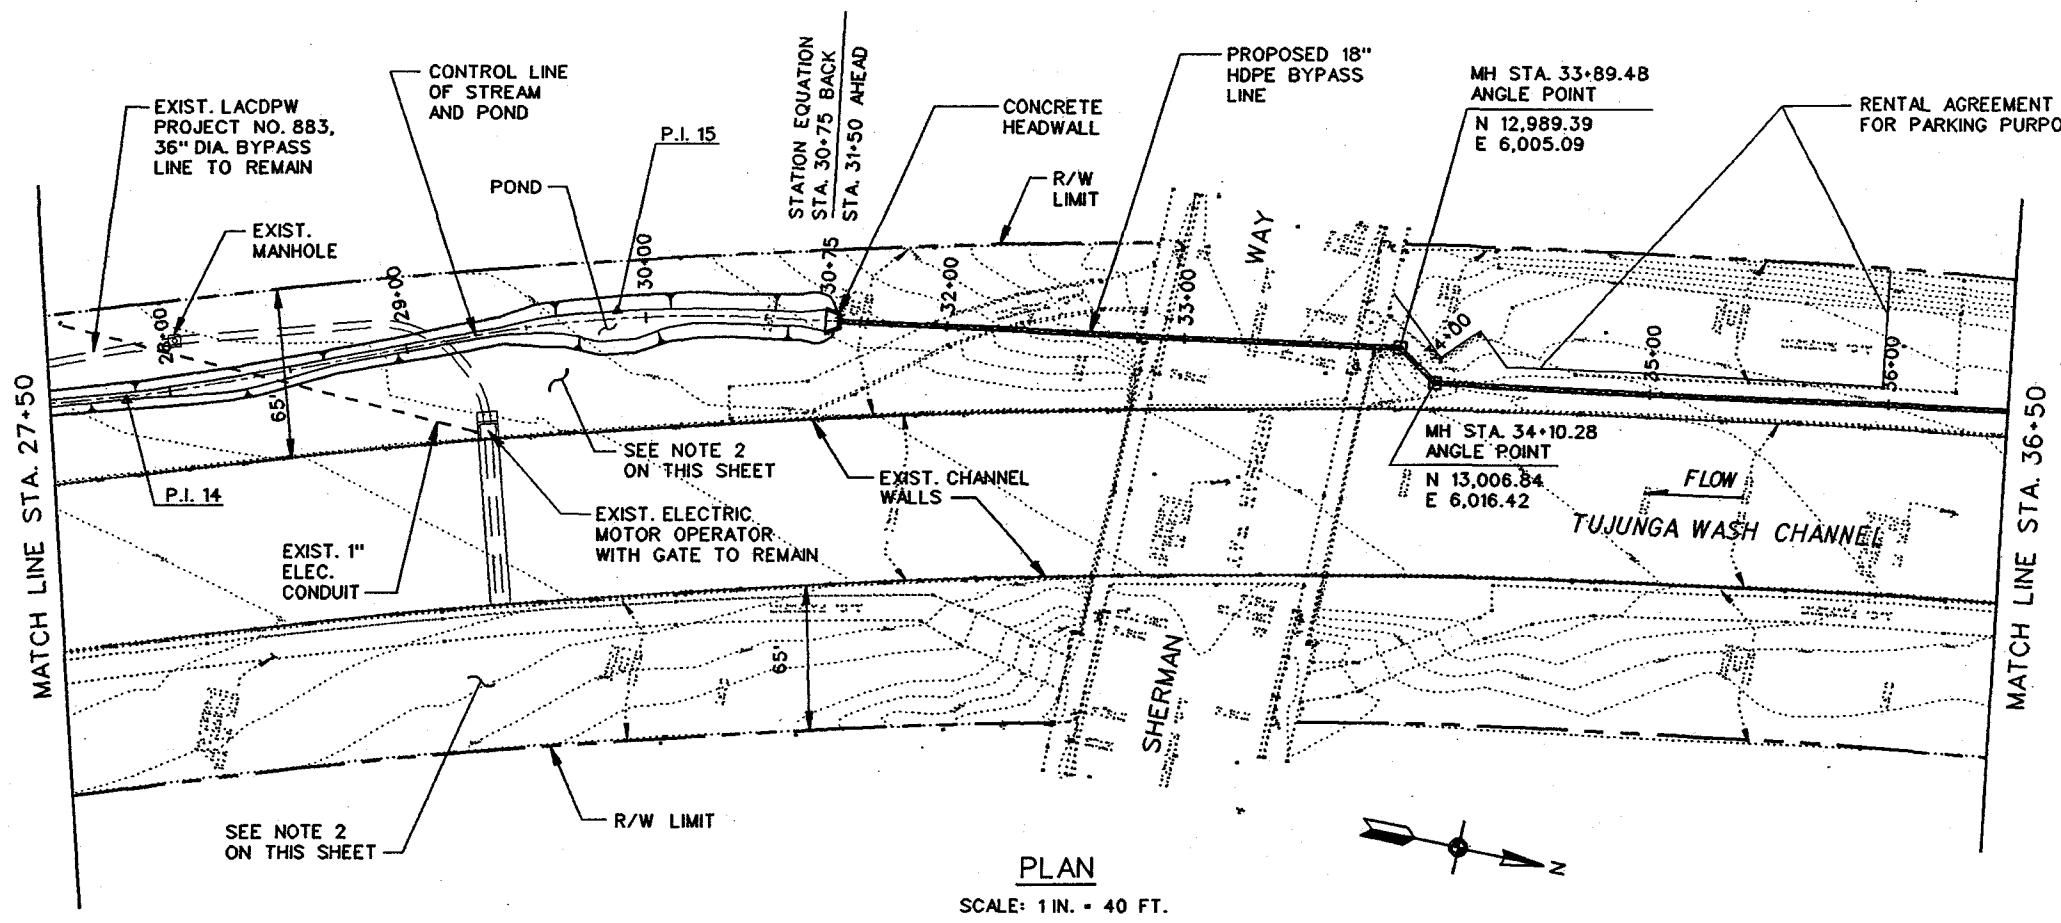 EXIST. LACDPW
PROJECT NO. 883,
36" DIA. BYPASS
LINE TO REMAIN
CONTROL LINE
OF STREAM
AND POND
P.I. 15
POND
EXIST.
MANHOLE
STATION EQUATION
STA. 30+75 BACK
STA. 31+50 AHEAD
CONCRETE
HEADWALL
R/W
LIMIT
PROPOSED 18"
HDPE BYPASS
LINE
MH STA. 33+89.48
ANGLE POINT
N 12,989.39
E 6,005.09
RENTAL AGREEMENT
FOR PARKING PURPO
28+00
29+00
30+00
30+75
32+00
33+00
34+00
35+00
36+00
WAY
SHERMAN
65'
P.I. 14
SEE NOTE 2
ON THIS SHEET
EXIST. CHANNEL
WALLS
MH STA. 34+10.28
ANGLE POINT
N 13,006.84
E 6,016.42
FLOW
TUJUNGA WASH CHANNEL
EXIST. ELECTRIC
MOTOR OPERATOR
WITH GATE TO REMAIN
EXIST. 1"
ELEC.
CONDUIT
65'
MATCH LINE STA. 27+50
MATCH LINE STA. 36+50
R/W LIMIT
SEE NOTE 2
ON THIS SHEET
N
PLAN
SCALE: 1 IN. = 40 FT.